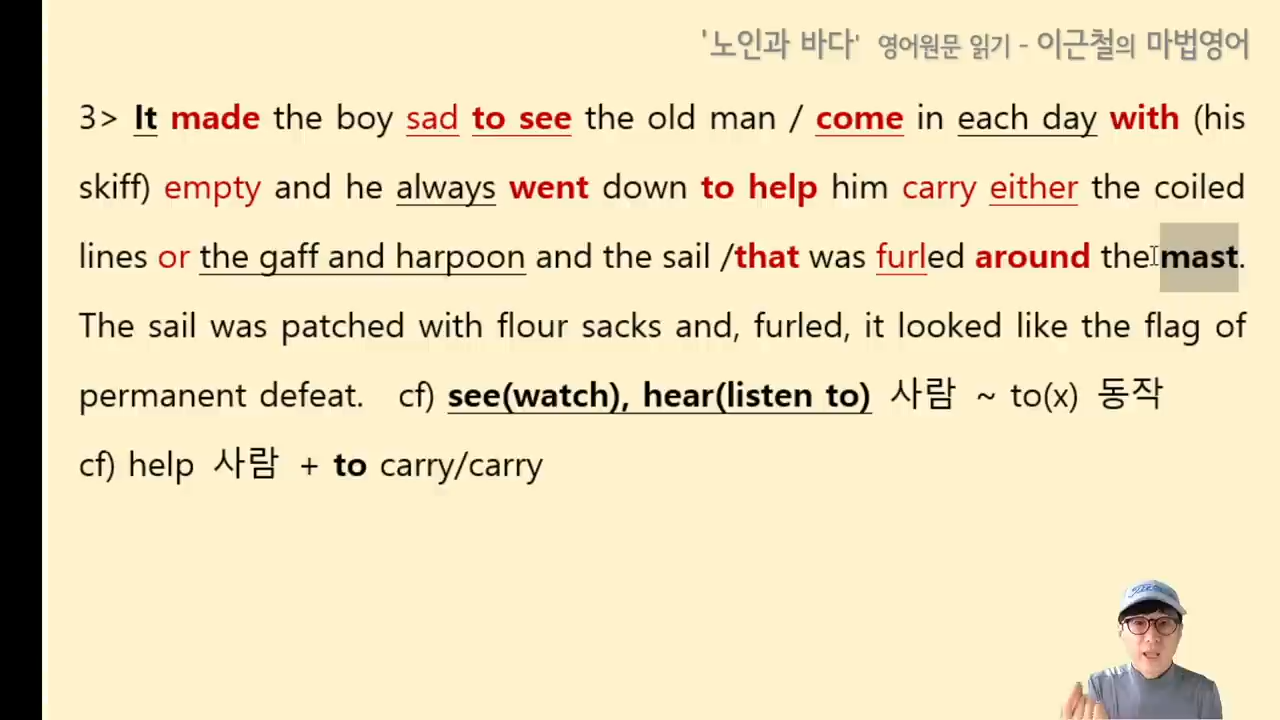 '노인과 바다' 영어원문 읽기 - 이근철의 마법영어
3> It made the boy sad to see the old man / come in each day with (his
skiff) empty and he always went down to help him carry either the coiled
lines or the gaff and harpoon and the sail /that was furled around the mast.
The sail was patched with flour sacks and, furled, it looked like the flag of
permanent defeat. cf) see(watch), hear(listen to) 사람 ~ to(x) 동작
cf) help 사람 + to carry/carry